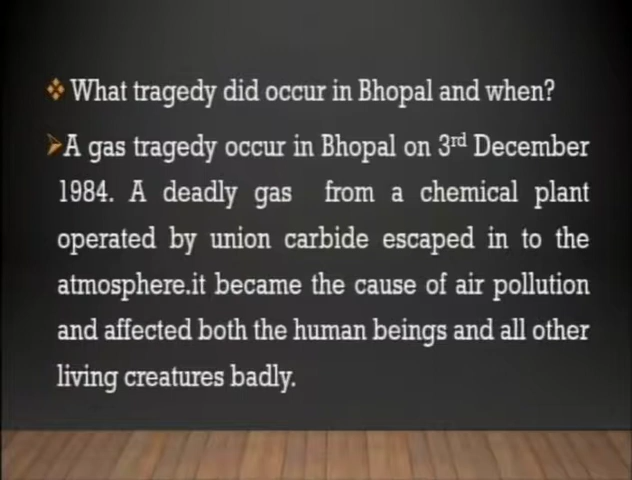 What tragedy did occur in Bhopal and when?
A gas tragedy occur in Bhopal on 3rd December
1984. A deadly gas from a chemical plant
operated by union carbide escaped in to the
atmosphere.it became the cause of air pollution
and affected both the human beings and all other
living creatures badly.